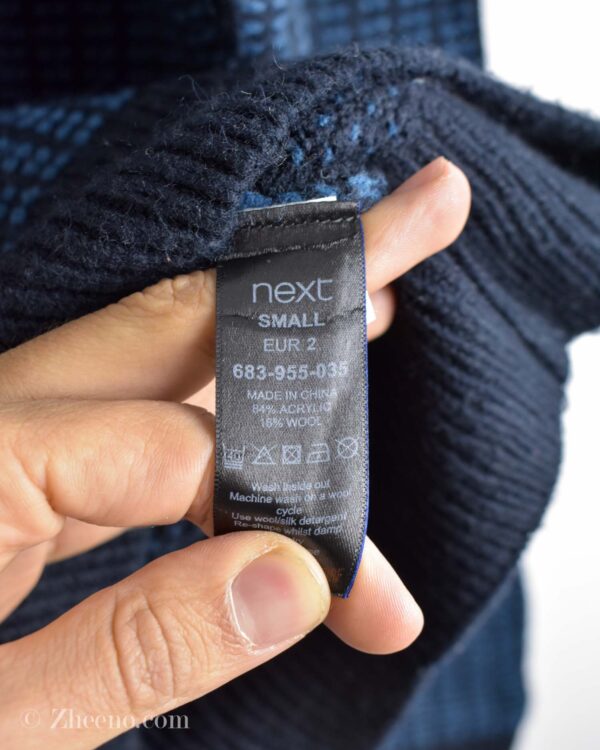 next
SMALL
EUR 2
683-955-035
MADE IN CHINA
84% ACRYLIC
16% WOOL
40
Wash inside out
Machine wash on a wool
cycle
Use wool/silk detergent
Re-shape whilst damp
© Zheeno.com